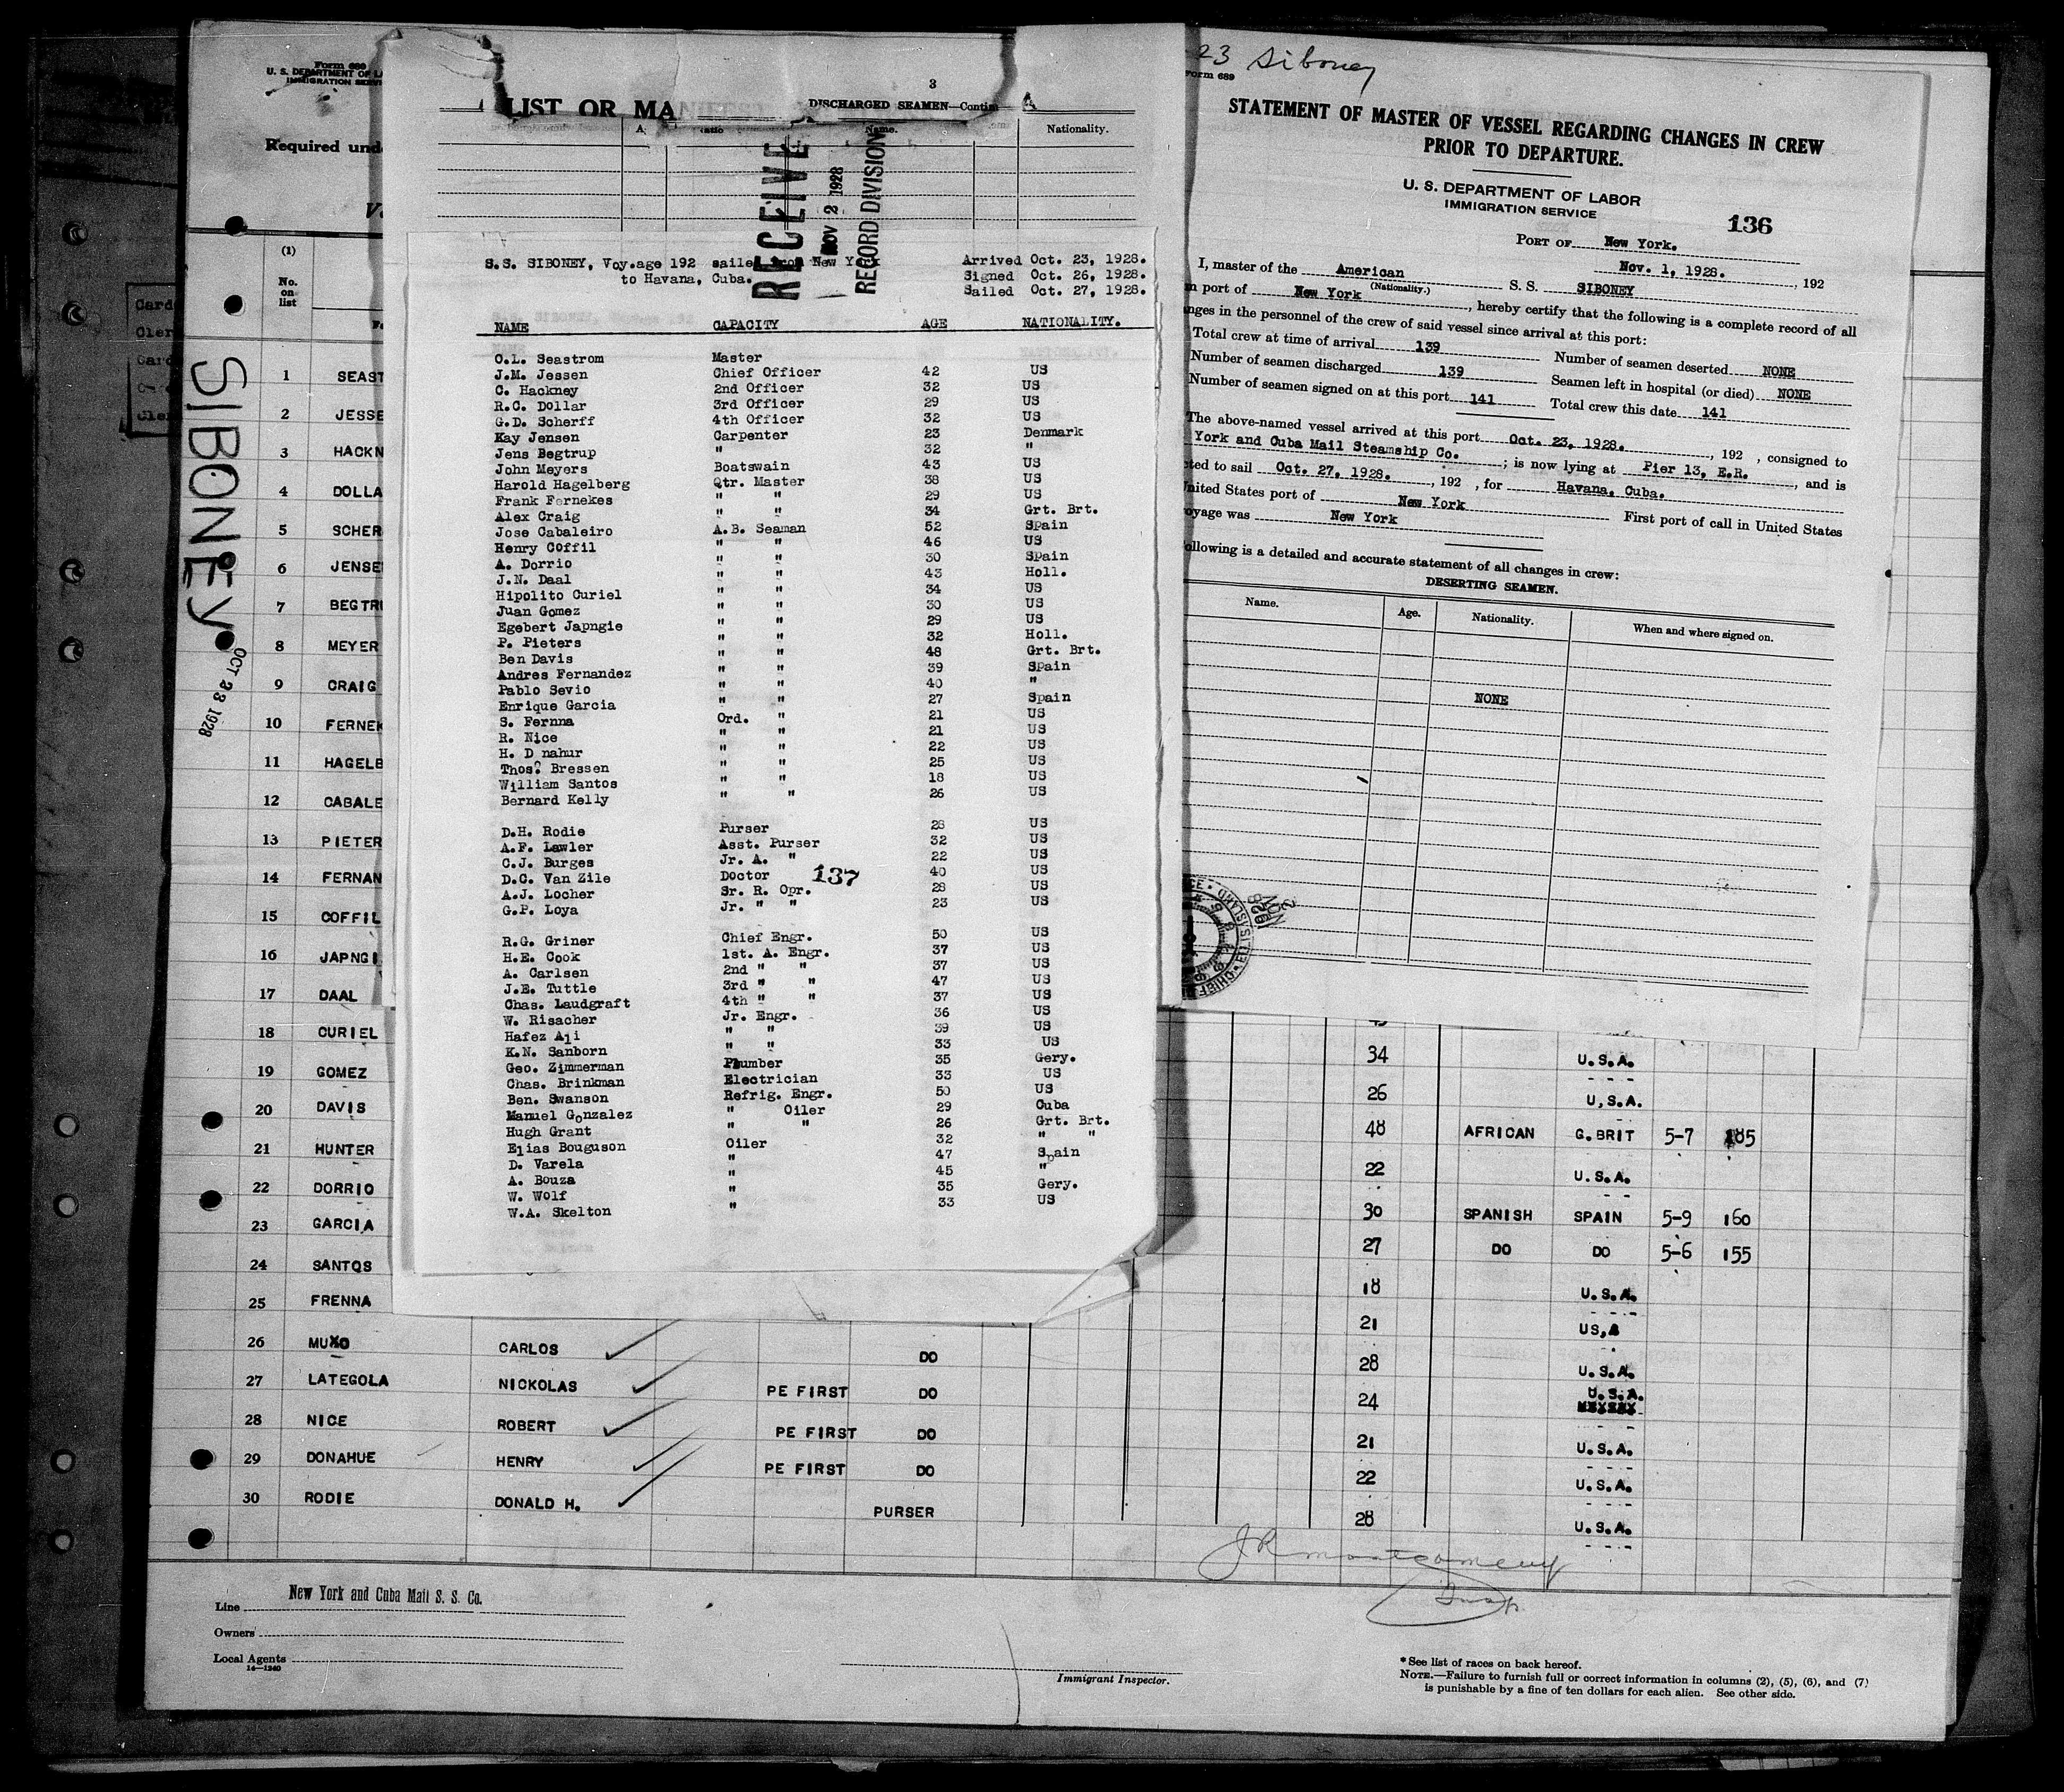 Form 689
U. S. DEPARTMENT OF L
IMMIGRATION SERV
Required und
V
(1)
No. on list
Card
Cler
Card
Cler
SIBONEY
OCT 23 1928
1 SEAST
2 JESSE
3 HACKN
4 DOLLA
5 SCHER
6 JENSE
7 BEGTR
8 MEYER
9 CRAIG
10 FERNEK
11 HAGELB
12 CABALE
13 PIETER
14 FERNAN
15 COFFIL
16 JAPNGI
17 DAAL
18 CURIEL 34 U.S.A.
19 GOMEZ 26 U.S.A.
20 DAVIS 48 AFRICAN G.BRIT 5-7 185
21 HUNTER 22 U.S.A.
22 DORRIO 30 SPANISH SPAIN 5-9 160
23 GARCIA 27 DO DO 5-6 155
24 SANTOS 18 U.S.A.
25 FRENNA 21 US,A
26 MUXO CARLOS DO 28 U.S.A.
27 LATEGOLA NICKOLAS PE FIRST DO 24 U.S.A.
28 NICE ROBERT PE FIRST DO 21 U.S.A.
29 DONAHUE HENRY PE FIRST DO 22 U.S.A.
30 RODIE DONALD H. PURSER 28 U.S.A.
JR Montgomery
Line New York and Cuba Mail S. S. Co.
Owners
Local Agents
14—1240
Immigrant Inspector.
*See list of races on back hereof.
NOTE.—Failure to furnish full or correct information in columns (2), (5), (6), and (7)
is punishable by a fine of ten dollars for each alien. See other side.
3
LIST OR MA DISCHARGED SEAMEN—Contin
A Name. Nationality.
RECEIVE
NOV 2 1928
RECORD DIVISION
S.S. SIBONEY, Voy.age 192 sailed from New York Arrived Oct. 23, 1928.
to Havana, Cuba. Signed Oct. 26, 1928.
Sailed Oct. 27, 1928.
NAME CAPACITY AGE NATIONALITY.
O.L. Seastrom Master
J.M. Jessen Chief Officer 42 US
C. Hackney 2nd Officer 32 US
R.C. Dollar 3rd Officer 29 US
G.D. Scherff 4th Officer 32 US
Kay Jensen Carpenter 23 Denmark
Jens Begtrup " 32 "
John Meyers Boatswain 43 US
Harold Hagelberg Qtr. Master 38 US
Frank Fernekes " " 29 US
Alex Craig " " 34 Grt. Brt.
Jose Cabaleiro A.B. Seaman 52 Spain
Henry Coffil " " 46 US
A. Dorrio " " 30 Spain
J.N. Daal " " 43 Holl.
Hipolito Curiel " " 34 US
Juan Gomez " " 30 US
Egebert Japngie " " 29 US
P. Pieters " " 32 Holl.
Ben Davis " " 48 Grt. Brt.
Andres Fernandez " " 39 Spain
Pablo Sevio " " 40 "
Enrique Garcia " " 27 Spain
S. Fernna Ord. " 21 US
R. Nice " " 21 US
H. D nahur " " 22 US
Thos. Bressen " " 25 US
William Santos " " 18 US
Bernard Kelly " " 26 US
D.H. Rodie Purser 28 US
A.F. Lawler Asst. Purser 32 US
C.J. Burges Jr. A. " 22 US
D.C. Van Zile Doctor 40 US
137
A.J. Locher Sr. R. Opr. 28 US
G.P. Loya Jr. " " 23 US
R.G. Griner Chief Engr. 50 US
H.E. Cook 1st. A. Engr. 37 US
A. Carlsen 2nd " " 37 US
J.E. Tuttle 3rd " " 47 US
Chas. Laudgraft 4th " " 37 US
W. Risacher Jr. Engr. 36 US
Hafez Aji " " 39 US
K.N. Sanborn " " 33 US
Geo. Zimmerman Plumber 35 Gery.
Chas. Brinkman Electrician 33 US
Ben. Swanson Refrig. Engr. 50 US
Manuel Gonzalez " Oiler 29 Cuba
Hugh Grant " " 26 Grt. Brt.
Elias Bouguson Oiler 32 " "
D. Varela " 47 Spain
A. Bouza " 45 "
W. Wolf " 35 Gery.
W.A. Skelton " 33 US
23 Siboney
Form 689
STATEMENT OF MASTER OF VESSEL REGARDING CHANGES IN CREW
PRIOR TO DEPARTURE.
U. S. DEPARTMENT OF LABOR
IMMIGRATION SERVICE
136
PORT OF New York.
Nov. 1, 1928. , 192
I, master of the American S. S. SIBONEY
(Nationality.)
n port of New York, hereby certify that the following is a complete record of all
nges in the personnel of the crew of said vessel since arrival at this port:
Total crew at time of arrival 139 Number of seamen deserted NONE
Number of seamen discharged 139 Seamen left in hospital (or died) NONE
Number of seamen signed on at this port 141 Total crew this date 141
The above-named vessel arrived at this port Oct. 23, 1928. , 192 , consigned to
York and Cuba Mail Steamship Co. ; is now lying at Pier 13, E.R. , and is
cted to sail Oct. 27, 1928. , 192 , for Havana, Cuba.
United States port of New York First port of call in United States
oyage was New York
ollowing is a detailed and accurate statement of all changes in crew:
DESERTING SEAMEN.
Name. Age. Nationality. When and where signed on.
NONE
1928
NOV
2